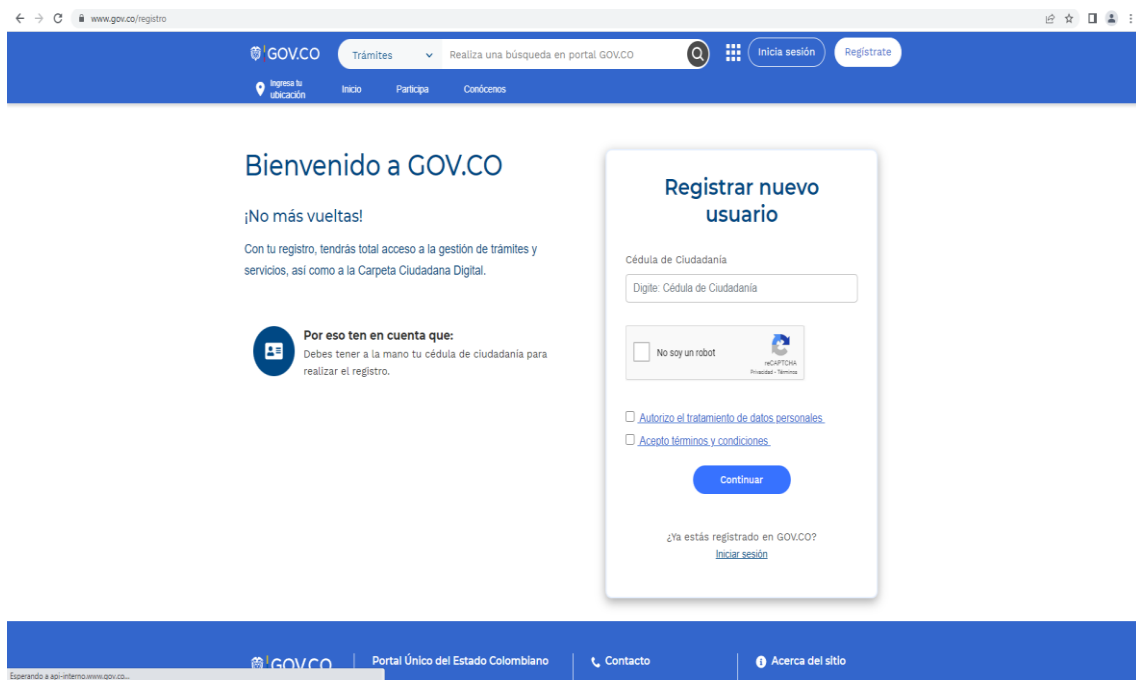 www.gov.co/registro
GOV.CO
Trámites
Realiza una búsqueda en portal GOV.CO
Inicia sesión
Regístrate
Ingresa tu
ubicación
Inicio
Participa
Conócenos
Bienvenido a GOV.CO
¡No más vueltas!
Con tu registro, tendrás total acceso a la gestión de trámites y
servicios, así como a la Carpeta Ciudadana Digital.
Por eso ten en cuenta que:
Debes tener a la mano tu cédula de ciudadanía para
realizar el registro.
Registrar nuevo
usuario
Cédula de Ciudadanía
Digite: Cédula de Ciudadanía
No soy un robot
reCAPTCHA
Privacidad - Términos
Autorizo el tratamiento de datos personales
Acepto términos y condiciones
Continuar
¿Ya estás registrado en GOV.CO?
Iniciar sesión
GOV.CO
Portal Único del Estado Colombiano
Contacto
Acerca del sitio
Esperando a api-interno.www.gov.co...